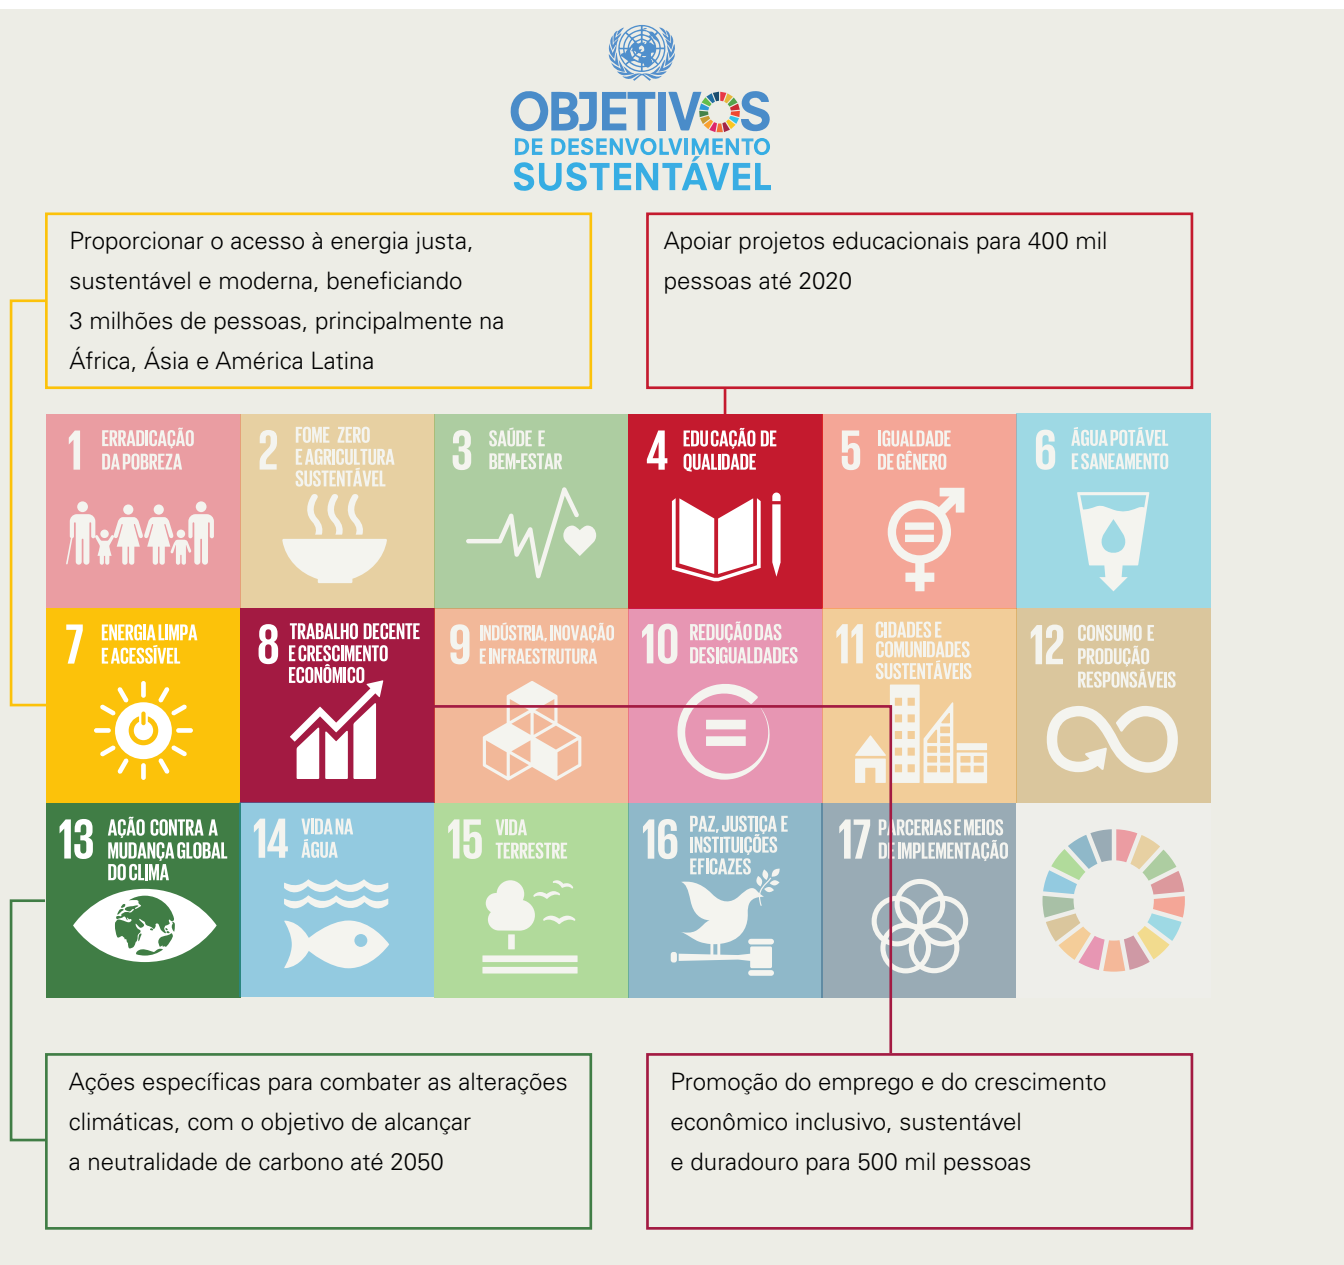 OBJETIVOS
DE DESENVOLVIMENTO
SUSTENTÁVEL
Proporcionar o acesso à energia justa,
sustentável e moderna, beneficiando
3 milhões de pessoas, principalmente na
África, Ásia e América Latina
Apoiar projetos educacionais para 400 mil
pessoas até 2020
1 ERRADICAÇÃO
DA POBREZA
2 FOME ZERO
E AGRICULTURA
SUSTENTÁVEL
3 SAÚDE E
BEM-ESTAR
4 EDUCAÇÃO DE
QUALIDADE
5 IGUALDADE
DE GÊNERO
6 ÁGUA POTÁVEL
E SANEAMENTO
7 ENERGIA LIMPA
E ACESSÍVEL
8 TRABALHO DECENTE
E CRESCIMENTO
ECONÔMICO
9 INDÚSTRIA, INOVAÇÃO
E INFRAESTRUTURA
10 REDUÇÃO DAS
DESIGUALDADES
11 CIDADES E
COMUNIDADES
SUSTENTÁVEIS
12 CONSUMO E
PRODUÇÃO
RESPONSÁVEIS
13 AÇÃO CONTRA A
MUDANÇA GLOBAL
DO CLIMA
14 VIDA NA
ÁGUA
15 VIDA
TERRESTRE
16 PAZ, JUSTIÇA E
INSTITUIÇÕES
EFICAZES
17 PARCERIAS E MEIOS
DE IMPLEMENTAÇÃO
Ações específicas para combater as alterações
climáticas, com o objetivo de alcançar
a neutralidade de carbono até 2050
Promoção do emprego e do crescimento
econômico inclusivo, sustentável
e duradouro para 500 mil pessoas